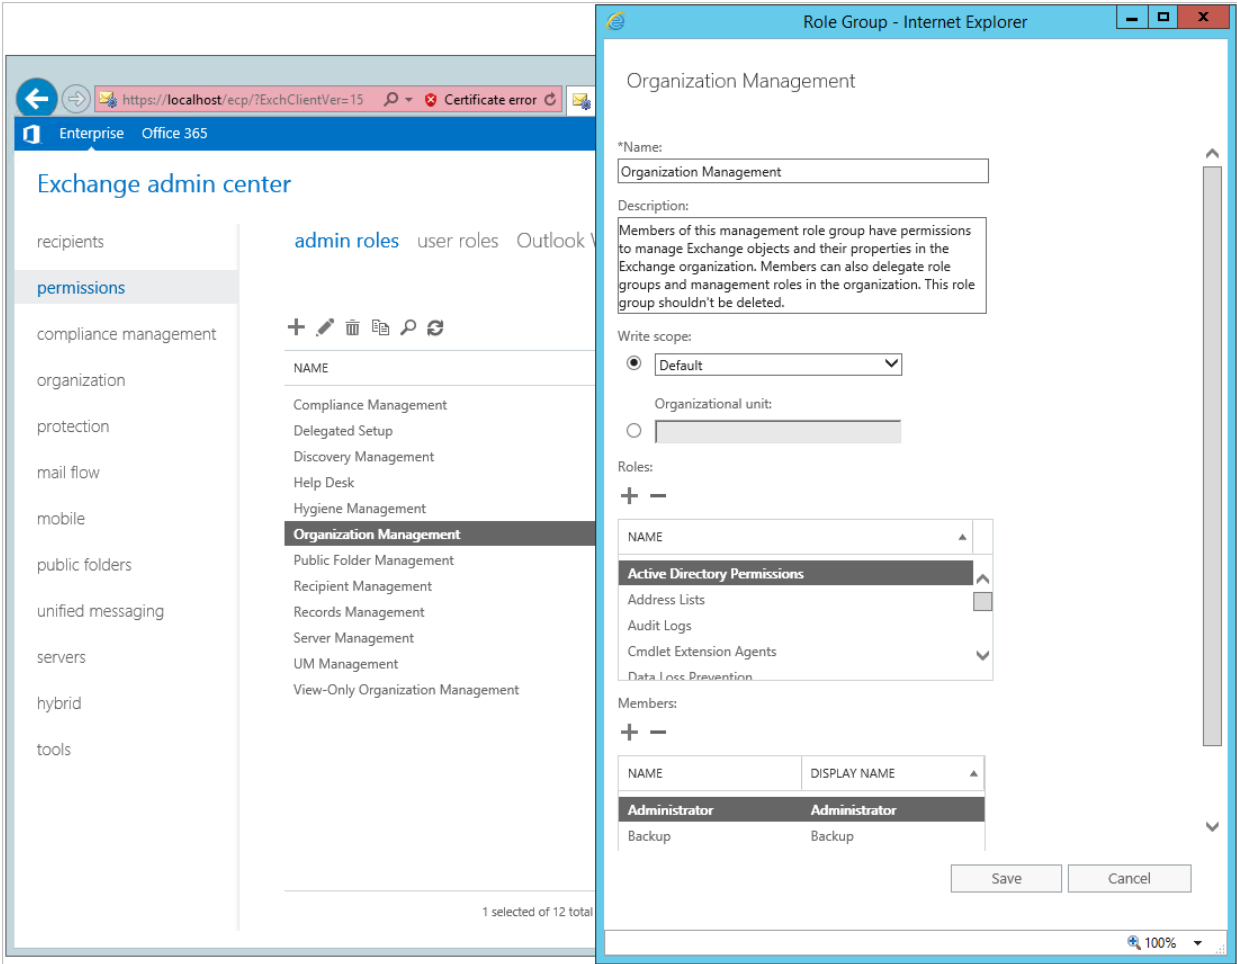 Role Group - Internet Explorer
https://localhost/ecp/?ExchClientVer=15
Certificate error
Enterprise Office 365
Exchange admin center
recipients
permissions
compliance management
organization
protection
mail flow
mobile
public folders
unified messaging
servers
hybrid
tools
admin roles user roles Outlook
NAME
Compliance Management
Delegated Setup
Discovery Management
Help Desk
Hygiene Management
Organization Management
Public Folder Management
Recipient Management
Records Management
Server Management
UM Management
View-Only Organization Management
1 selected of 12 total
Organization Management
*Name:
Organization Management
Description:
Members of this management role group have permissions
to manage Exchange objects and their properties in the
Exchange organization. Members can also delegate role
groups and management roles in the organization. This role
group shouldn't be deleted.
Write scope:
Default
Organizational unit:
Roles:
NAME
Active Directory Permissions
Address Lists
Audit Logs
Cmdlet Extension Agents
Data Loss Prevention
Members:
NAME DISPLAY NAME
Administrator Administrator
Backup Backup
Save Cancel
100%